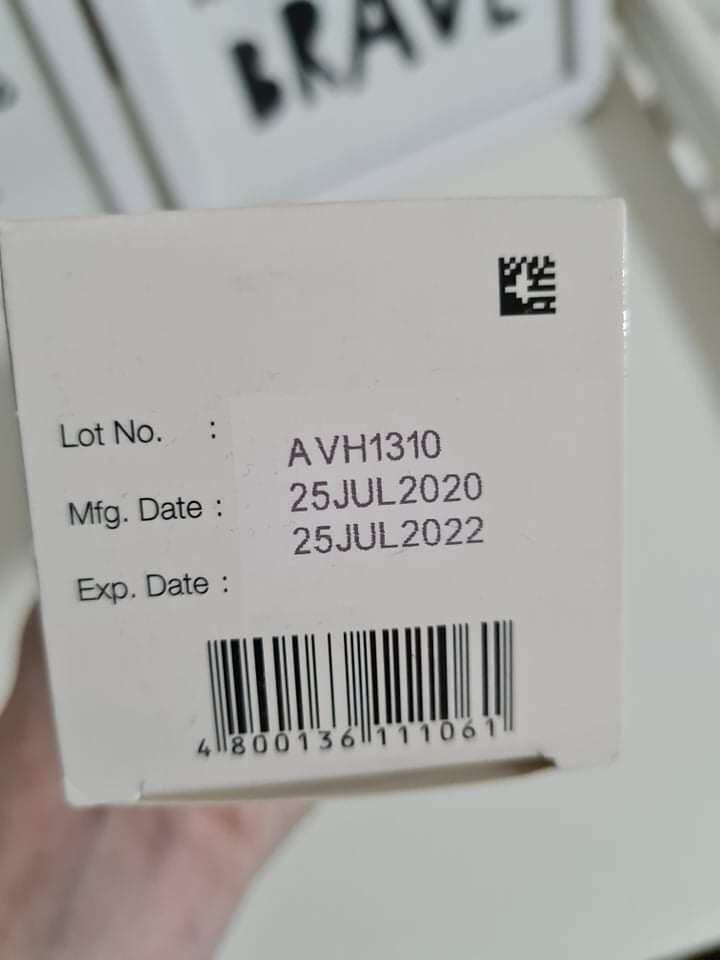 BRAVE
Lot No. : AVH1310
Mfg. Date : 25JUL2020
25JUL2022
Exp. Date :
4 800136 111061